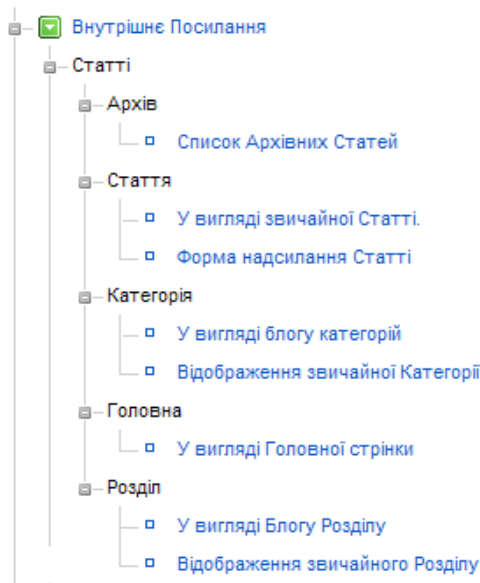 Внутрішнє Посилання
Статті
Архів
Список Архівних Статей
Стаття
У вигляді звичайної Статті.
Форма надсилання Статті
Категорія
У вигляді блогу категорій
Відображення звичайної Категорії
Головна
У вигляді Головної стрінки
Розділ
У вигляді Блогу Розділу
Відображення звичайного Розділу